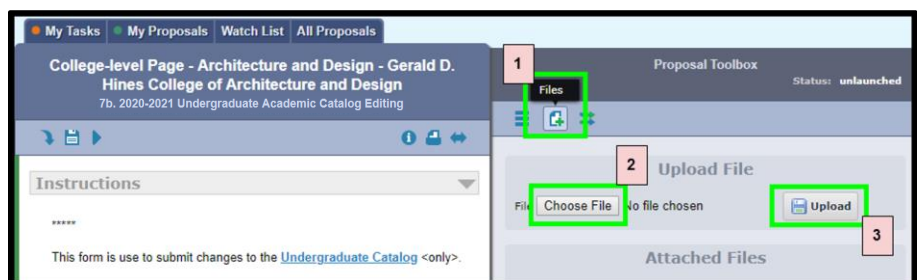 My Tasks My Proposals Watch List All Proposals
College-level Page - Architecture and Design - Gerald D.
Hines College of Architecture and Design
7b. 2020-2021 Undergraduate Academic Catalog Editing
Instructions
*****
This form is use to submit changes to the Undergraduate Catalog <only>.
1
Proposal Toolbox
Status: unlaunched
Files
2
Upload File
File Choose File No file chosen Upload
3
Attached Files